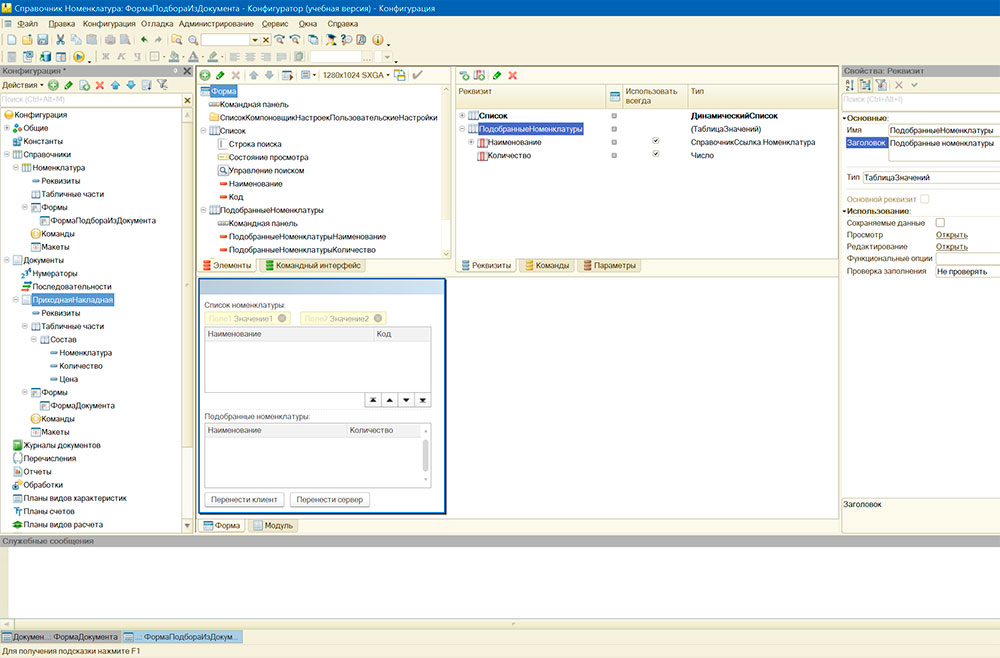 Справочник Номенклатура: ФормаПодбораИзДокумента - Конфигуратор (учебная версия) - Конфигурация
Файл Правка Конфигурация Отладка Администрирование Сервис Окна Справка
Конфигурация *
Действия
Поиск (Ctrl+Alt+M)
Конфигурация
Общие
Константы
Справочники
Номенклатура
Реквизиты
Табличные части
Формы
ФормаПодбораИзДокумента
Команды
Макеты
Документы
Нумераторы
Последовательности
ПриходнаяНакладная
Реквизиты
Табличные части
Состав
Номенклатура
Количество
Цена
Формы
ФормаДокумента
Команды
Макеты
Журналы документов
Перечисления
Отчеты
Обработки
Планы видов характеристик
Планы счетов
Планы видов расчета
1280x1024 SXGA
Форма
Командная панель
СписокКомпоновщикНастроекПользовательскиеНастройки
Список
Строка поиска
Состояние просмотра
Управление поиском
Наименование
Код
ПодобранныеНоменклатуры
Командная панель
ПодобранныеНоменклатурыНаименование
ПодобранныеНоменклатурыКоличество
Элементы Командный интерфейс
Реквизит Использовать всегда Тип
Список ДинамическийСписок
ПодобранныеНоменклатуры (ТаблицаЗначений)
Наименование СправочникСсылка.Номенклатура
Количество Число
Реквизиты Команды Параметры
Список номенклатуры:
Поле1 Значение1 Поле2 Значение2
Наименование Код
Подобранные номенклатуры:
Наименование Количество
Перенести клиент Перенести сервер
Форма Модуль
Свойства: Реквизит
Поиск (Ctrl+Alt+I)
Основные:
Имя ПодобранныеНоменклатуры
Заголовок Подобранные номенклатуры
Тип ТаблицаЗначений
Основной реквизит
Использование:
Сохраняемые данные
Просмотр Открыть
Редактирование Открыть
Функциональные опции
Проверка заполнения Не проверять
Заголовок
Служебные сообщения
Докумен...: ФормаДокумента ...: ФормаПодбораИзДокум...
Для получения подсказки нажмите F1